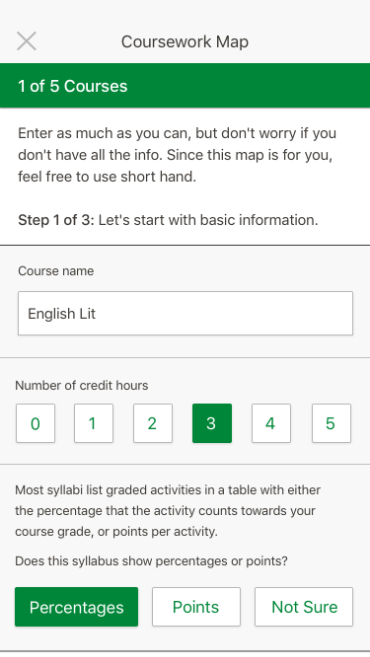 Coursework Map
1 of 5 Courses
Enter as much as you can, but don't worry if you
don't have all the info. Since this map is for you,
feel free to use short hand.
Step 1 of 3: Let's start with basic information.
Course name
English Lit
Number of credit hours
0 1 2 3 4 5
Most syllabi list graded activities in a table with either
the percentage that the activity counts towards your
course grade, or points per activity.
Does this syllabus show percentages or points?
Percentages Points Not Sure